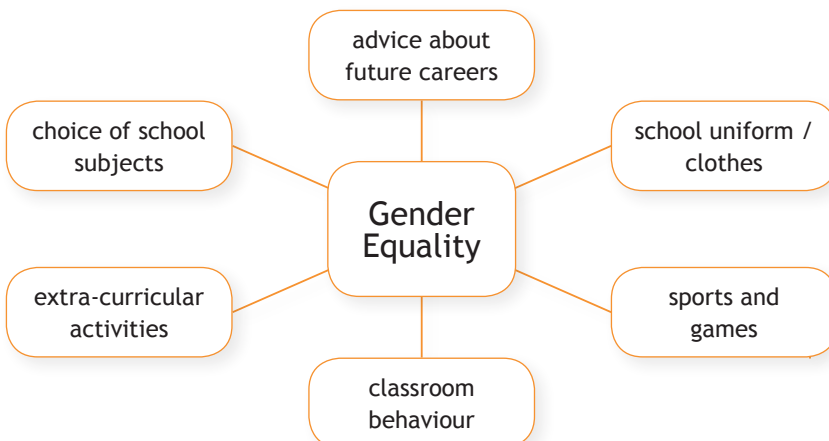 advice about
future careers
choice of school
subjects
school uniform /
clothes
Gender
Equality
extra-curricular
activities
sports and
games
classroom
behaviour